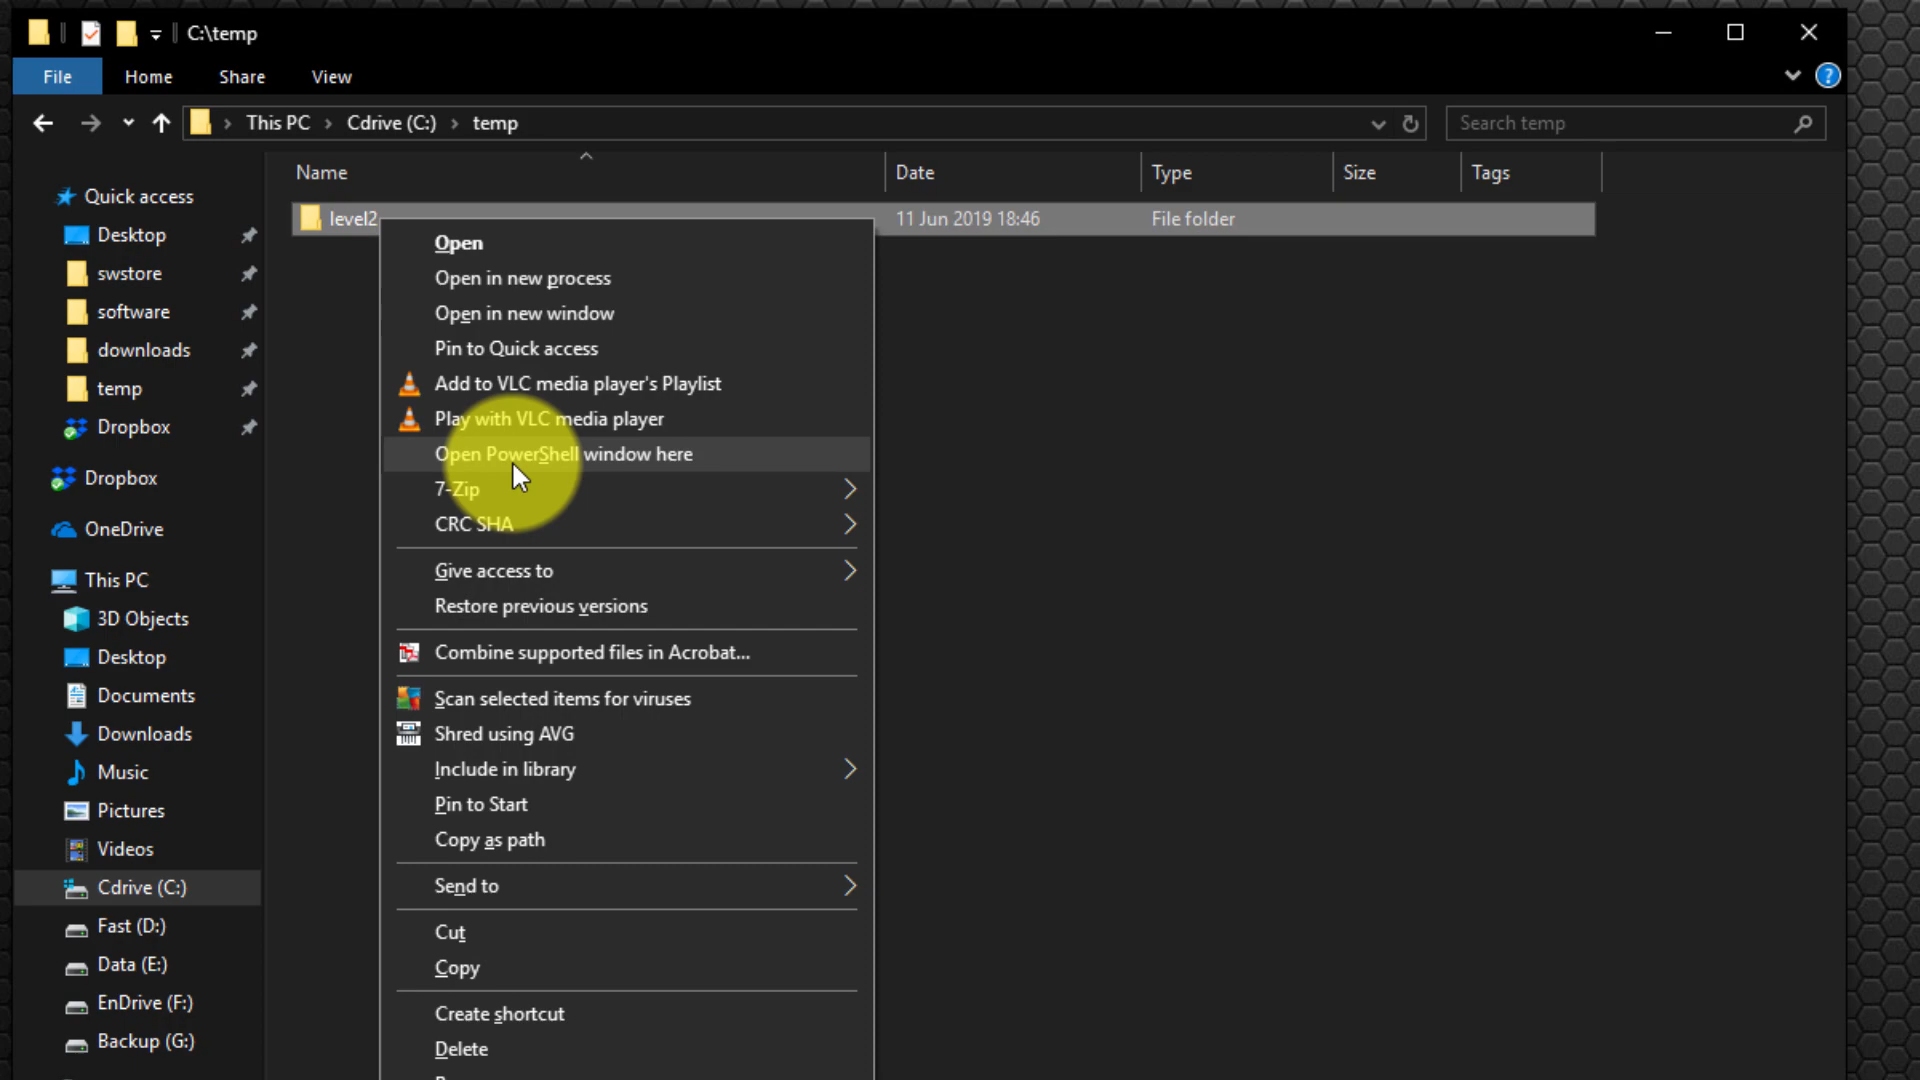 C:\temp
File Home Share View
This PC Cdrive (C:) temp
Search temp
Name Date Type Size Tags
level2 11 Jun 2019 18:46 File folder
Quick access
Desktop
swstore
software
downloads
temp
Dropbox
Dropbox
OneDrive
This PC
3D Objects
Desktop
Documents
Downloads
Music
Pictures
Videos
Cdrive (C:)
Fast (D:)
Data (E:)
EnDrive (F:)
Backup (G:)
Open
Open in new process
Open in new window
Pin to Quick access
Add to VLC media player's Playlist
Play with VLC media player
Open PowerShell window here
7-Zip
CRC SHA
Give access to
Restore previous versions
Combine supported files in Acrobat...
Scan selected items for viruses
Shred using AVG
Include in library
Pin to Start
Copy as path
Send to
Cut
Copy
Create shortcut
Delete